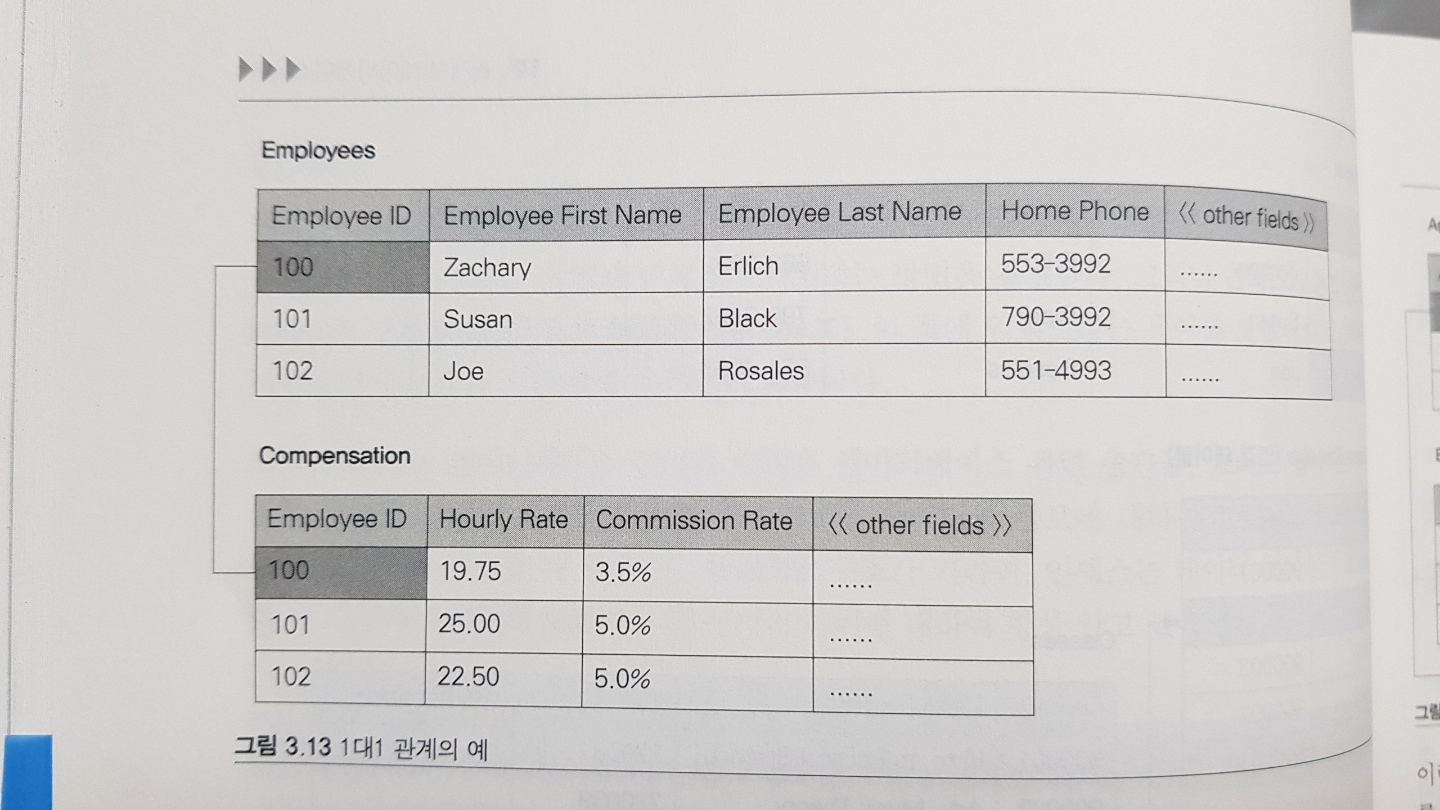 Employees
Employee ID Employee First Name Employee Last Name Home Phone 《 other fields 》
100 Zachary Erlich 553-3992 ......
101 Susan Black 790-3992 ......
102 Joe Rosales 551-4993 ......
Compensation
Employee ID Hourly Rate Commission Rate 《 other fields 》
100 19.75 3.5% ......
101 25.00 5.0% ......
102 22.50 5.0% ......
그림 3.13 1대1 관계의 예